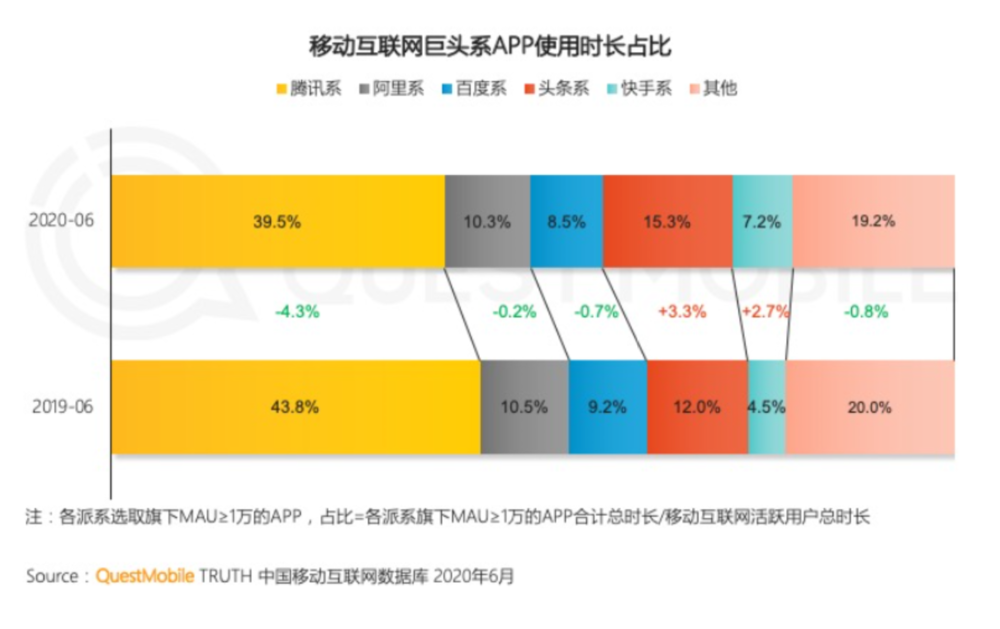 移动互联网巨头系APP使用时长占比
腾讯系 阿里系 百度系 头条系 快手系 其他
2020-06 39.5% 10.3% 8.5% 15.3% 7.2% 19.2%
QUESTMOBILE
-4.3% -0.2% -0.7% +3.3% +2.7% -0.8%
2019-06 43.8% 10.5% 9.2% 12.0% 4.5% 20.0%
注：各派系选取旗下MAU≥1万的APP，占比=各派系旗下MAU≥1万的APP合计总时长/移动互联网活跃用户总时长
Source：QuestMobile TRUTH 中国移动互联网数据库 2020年6月